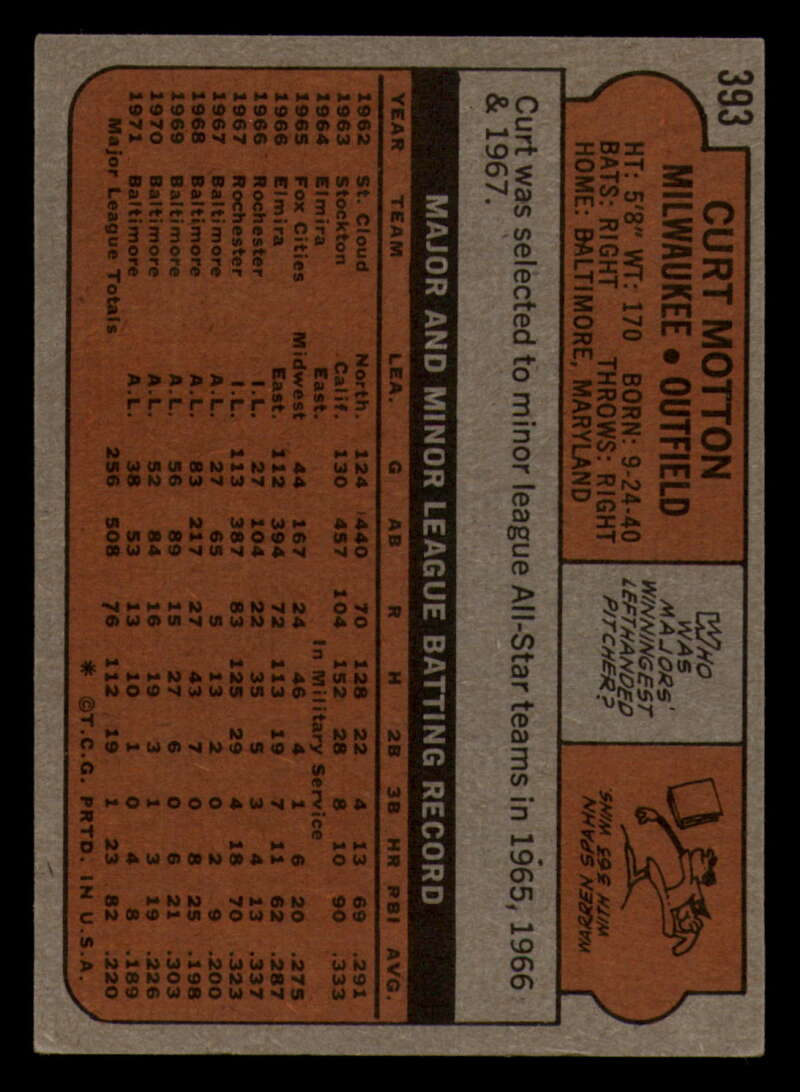 393
CURT MOTTON
MILWAUKEE • OUTFIELD
HT: 5'8" WT: 170 BORN: 9-24-40
BATS: RIGHT THROWS: RIGHT
HOME: BALTIMORE, MARYLAND
WHO
WAS
MAJORS'
WINNINGEST
LEFTHANDED
PITCHER?
WARREN SPAHN
WITH 363 WINS
Curt was selected to minor league All-Star teams in 1965, 1966
& 1967.
MAJOR AND MINOR LEAGUE BATTING RECORD
YEAR TEAM LEA. G AB R H 2B 3B HR RBI AVG.
1962 St. Cloud North. 124 440 70 128 22 4 13 69 .291
1963 Stockton Calif. 130 457 104 152 28 8 10 90 .333
1964 Elmira East. In Military Service
1965 Fox Cities Midwest 44 167 24 46 4 1 6 20 .275
1966 Elmira East. 112 394 72 113 19 7 11 62 .287
1966 Rochester I.L. 27 104 22 35 5 3 4 13 .337
1967 Rochester I.L. 113 387 83 125 29 4 18 70 .323
1967 Baltimore A.L. 27 65 5 13 2 0 2 9 .200
1968 Baltimore A.L. 83 217 27 43 7 0 8 25 .198
1969 Baltimore A.L. 56 89 15 27 6 0 6 21 .303
1970 Baltimore A.L. 52 84 16 19 3 1 3 19 .226
1971 Baltimore A.L. 38 53 13 10 1 0 4 8 .189
Major League Totals 256 508 76 112 19 1 23 82 .220
* ©T.C.G. PRTD. IN U.S.A.